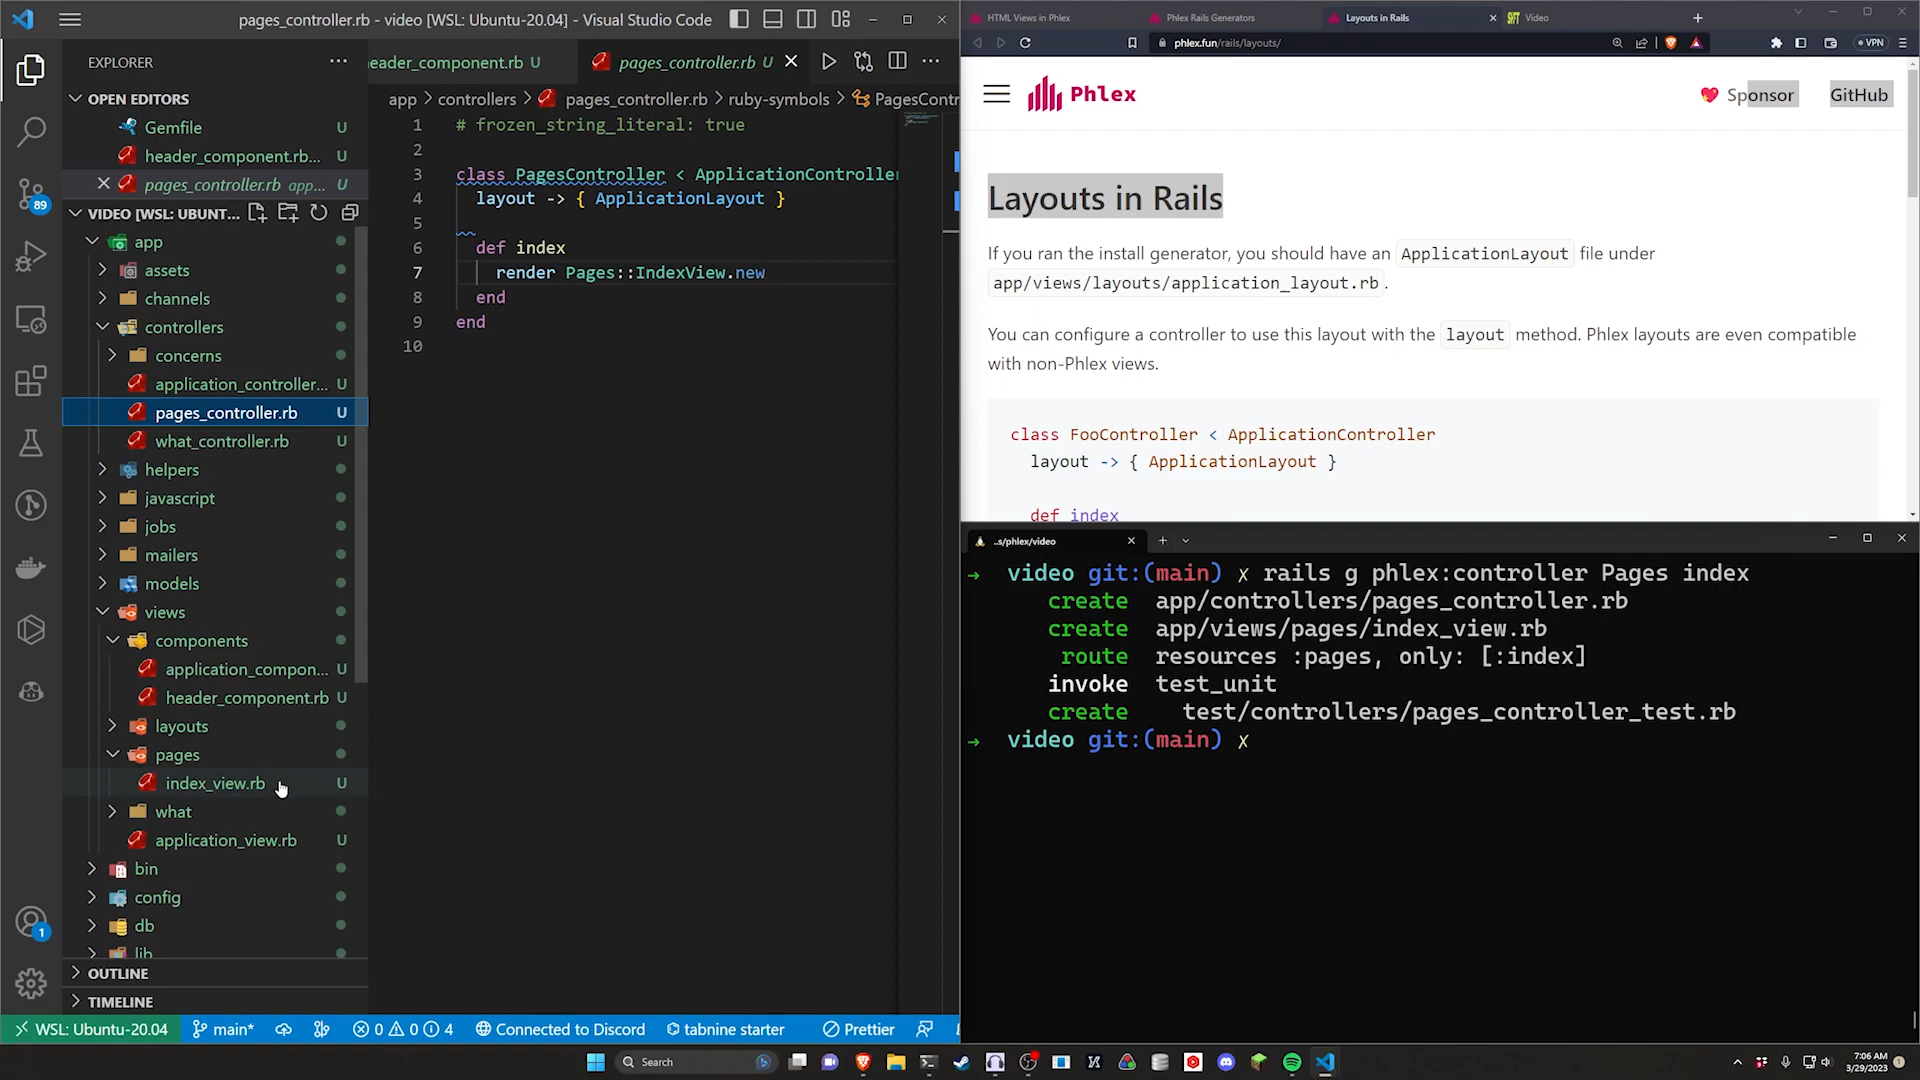 pages_controller.rb - video [WSL: Ubuntu-20.04] - Visual Studio Code
EXPLORER
OPEN EDITORS
Gemfile U
header_component.rb... U
pages_controller.rb app... U
VIDEO [WSL: UBUNT...
app
assets
channels
controllers
concerns
application_controller... U
pages_controller.rb U
what_controller.rb U
helpers
javascript
jobs
mailers
models
views
components
application_compon... U
header_component.rb U
layouts
pages
index_view.rb U
what
application_view.rb U
bin
config
db
lib
OUTLINE
TIMELINE
89
1
eader_component.rb U
pages_controller.rb U
app > controllers > pages_controller.rb > ruby-symbols > PagesContr
1 # frozen_string_literal: true
2
3 class PagesController < ApplicationController
4 layout -> { ApplicationLayout }
5
6 def index
7 render Pages::IndexView.new
8 end
9 end
10
WSL: Ubuntu-20.04 main* 0 0 4 Connected to Discord tabnine starter Prettier
HTML Views in Phlex
Phlex Rails Generators
Layouts in Rails
SIFT Video
phlex.fun/rails/layouts/
VPN
Phlex
Sponsor
GitHub
Layouts in Rails
If you ran the install generator, you should have an ApplicationLayout file under
app/views/layouts/application_layout.rb.
You can configure a controller to use this layout with the layout method. Phlex layouts are even compatible
with non-Phlex views.
class FooController < ApplicationController
layout -> { ApplicationLayout }
def index
..s/phlex/video
→ video git:(main) ✗ rails g phlex:controller Pages index
create app/controllers/pages_controller.rb
create app/views/pages/index_view.rb
route resources :pages, only: [:index]
invoke test_unit
create test/controllers/pages_controller_test.rb
→ video git:(main) ✗
Search
7:06 AM
3/29/2023